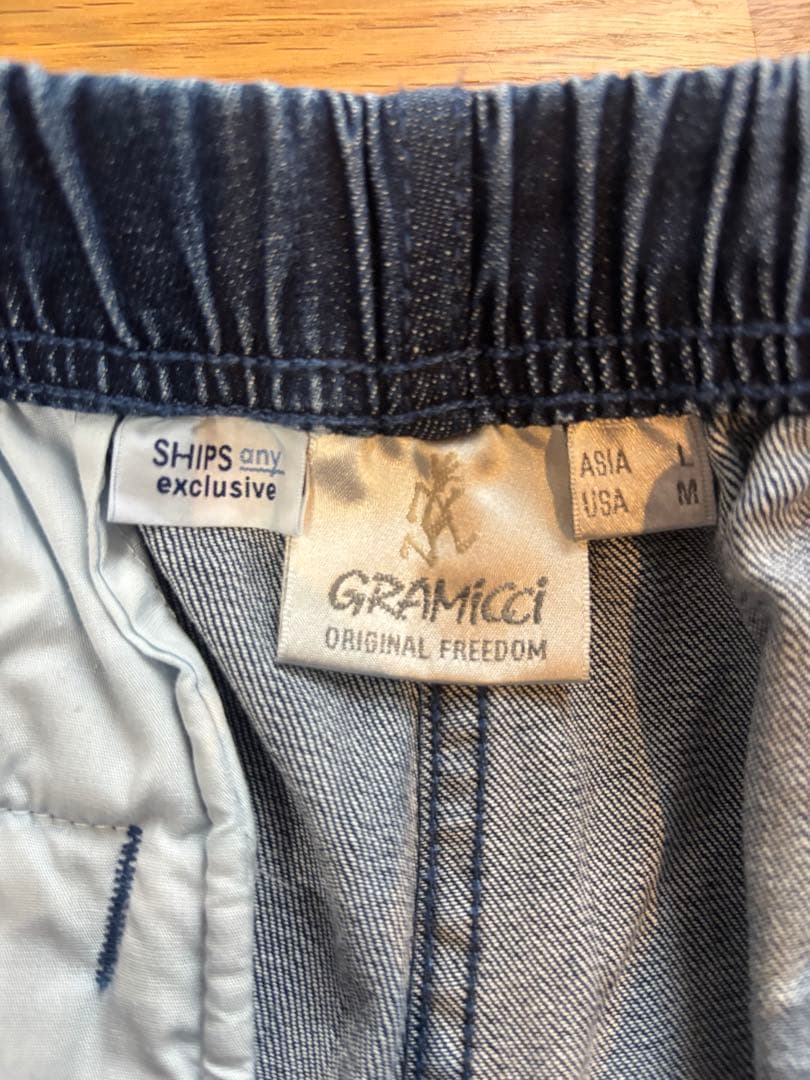 SHIPS any
exclusive
GRAMiCCi
ORIGINAL FREEDOM
ASIA L
USA M